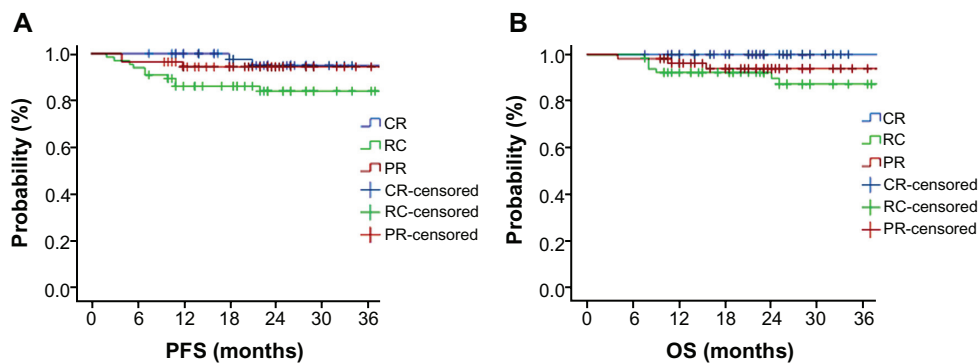 A
Probability (%)
1.0
0.8
0.6
0.4
0.2
0.0
CR
RC
PR
CR-censored
RC-censored
PR-censored
0 6 12 18 24 30 36
PFS (months)
B
Probability (%)
1.0
0.8
0.6
0.4
0.2
0.0
CR
RC
PR
CR-censored
RC-censored
PR-censored
0 6 12 18 24 30 36
OS (months)